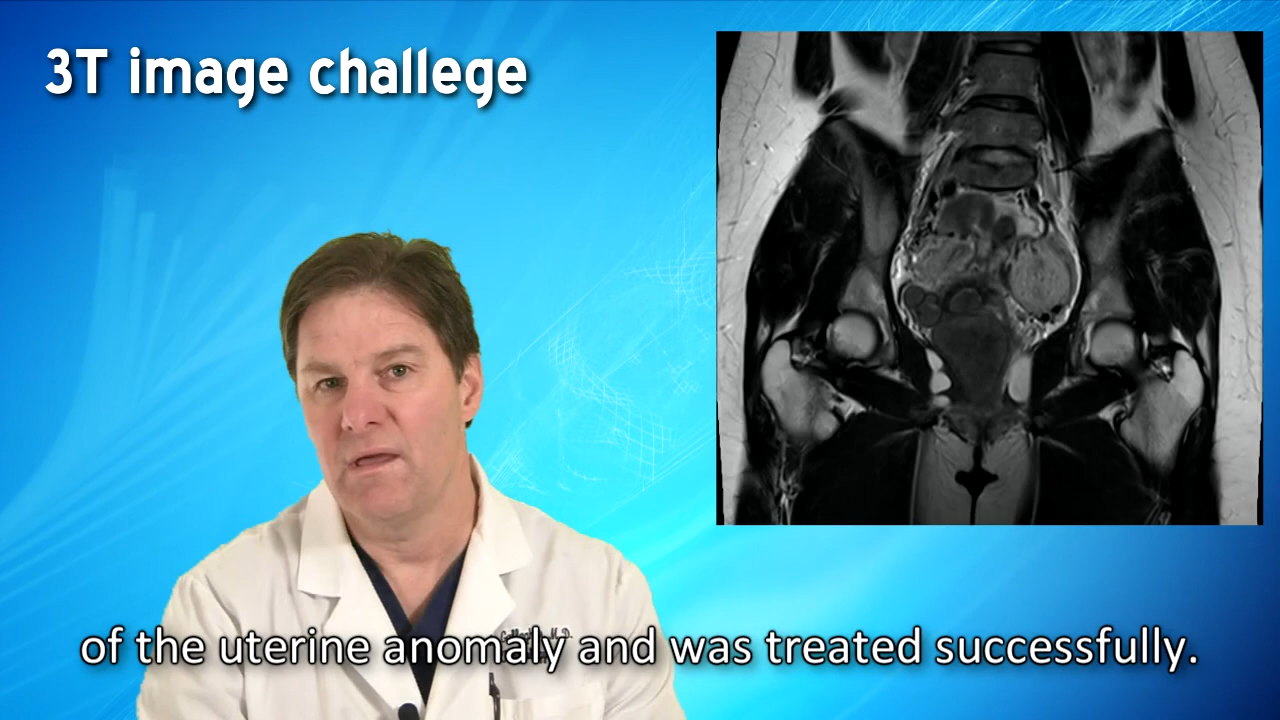 3T image challege
of the uterine anomaly and was treated successfully.